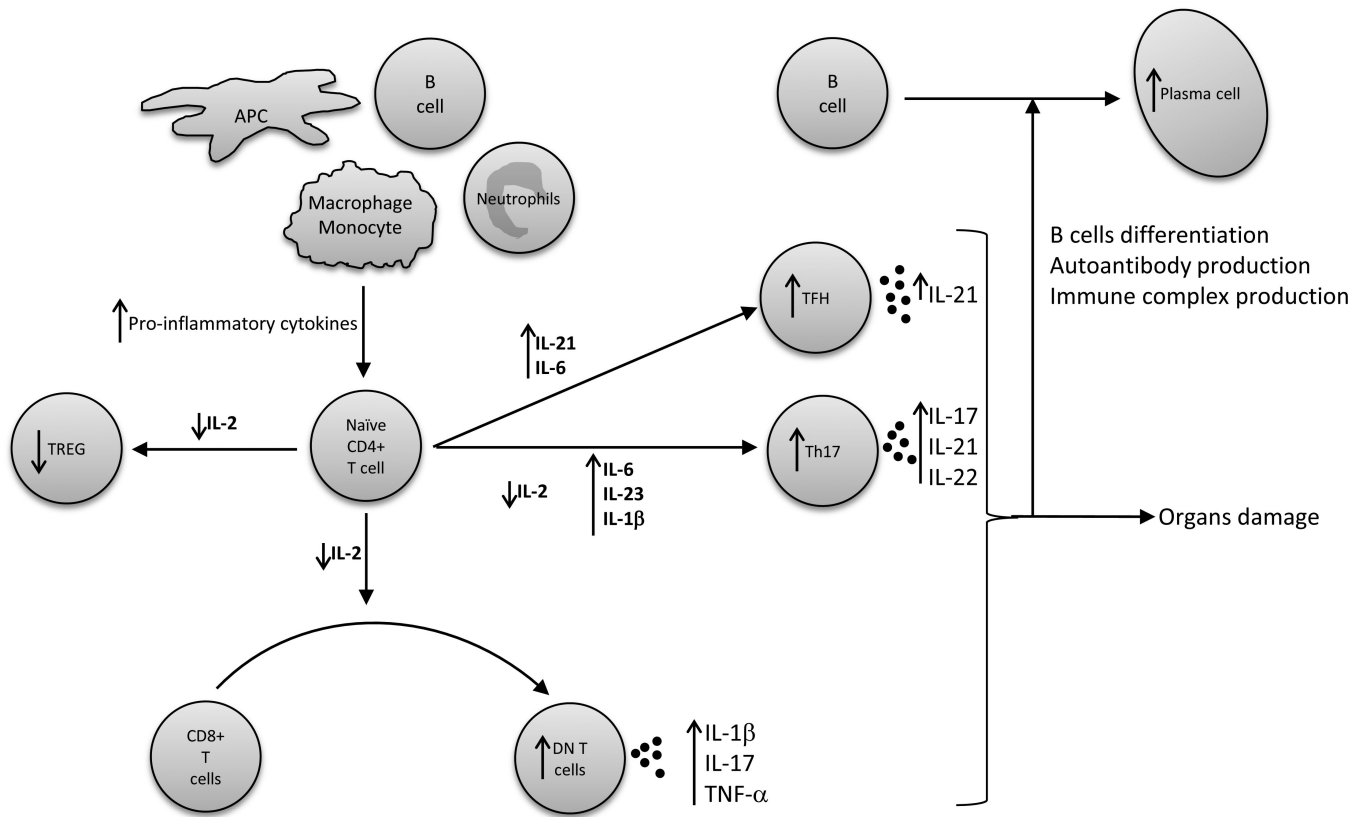 APC
B
cell
Macrophage
Monocyte
Neutrophils
B
cell
Plasma cell
B cells differentiation
Autoantibody production
Immune complex production
Pro-inflammatory cytokines
TFH
IL-21
IL-21
IL-6
TREG
IL-2
Naïve
CD4+
T cell
IL-2
IL-6
IL-23
IL-1β
Th17
IL-17
IL-21
IL-22
Organs damage
IL-2
CD8+
T
cells
DN T
cells
IL-1β
IL-17
TNF-α